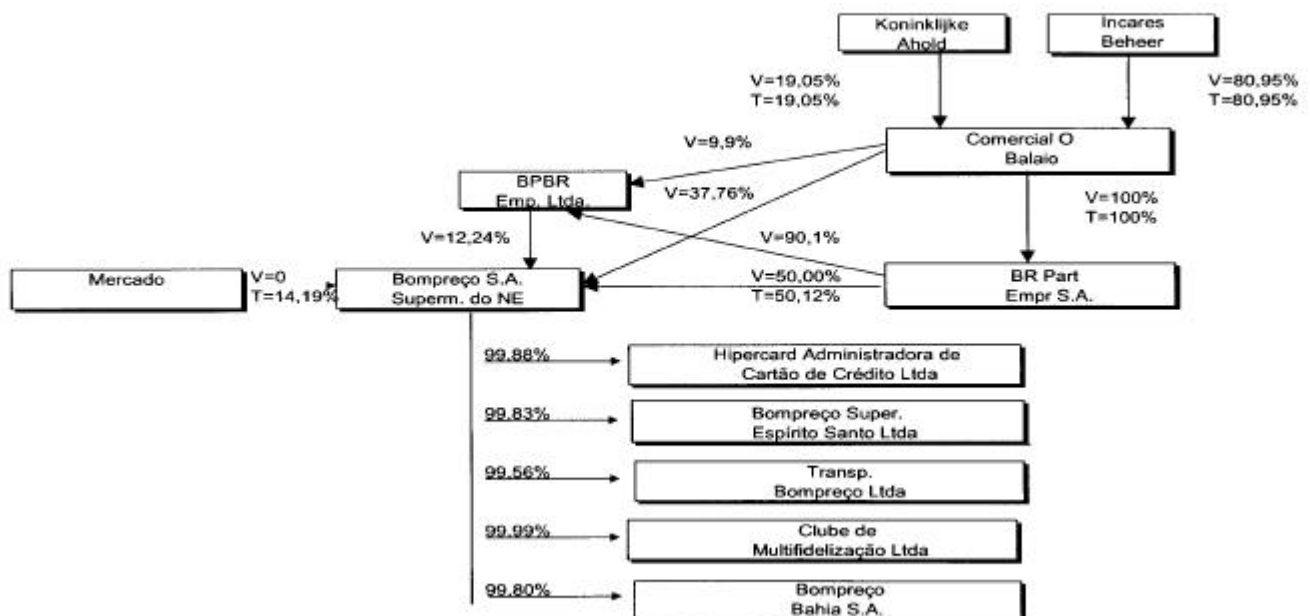 Koninklijke
Ahold
Incares
Beheer
V=19,05%
T=19,05%
V=80,95%
T=80,95%
Comercial O
Balaio
V=9,9%
BPBR
Emp. Ltda.
V=37,76%
V=100%
T=100%
V=12,24%
V=90,1%
Mercado
V=0
T=14,19%
Bompreço S.A.
Superm. do NE
V=50,00%
T=50,12%
BR Part
Empr S.A.
99.88%
Hipercard Administradora de
Cartão de Crédito Ltda
99.83%
Bompreço Super.
Espírito Santo Ltda
99.56%
Transp.
Bompreço Ltda
99.99%
Clube de
Multifidelização Ltda
99.80%
Bompreço
Bahia S.A.